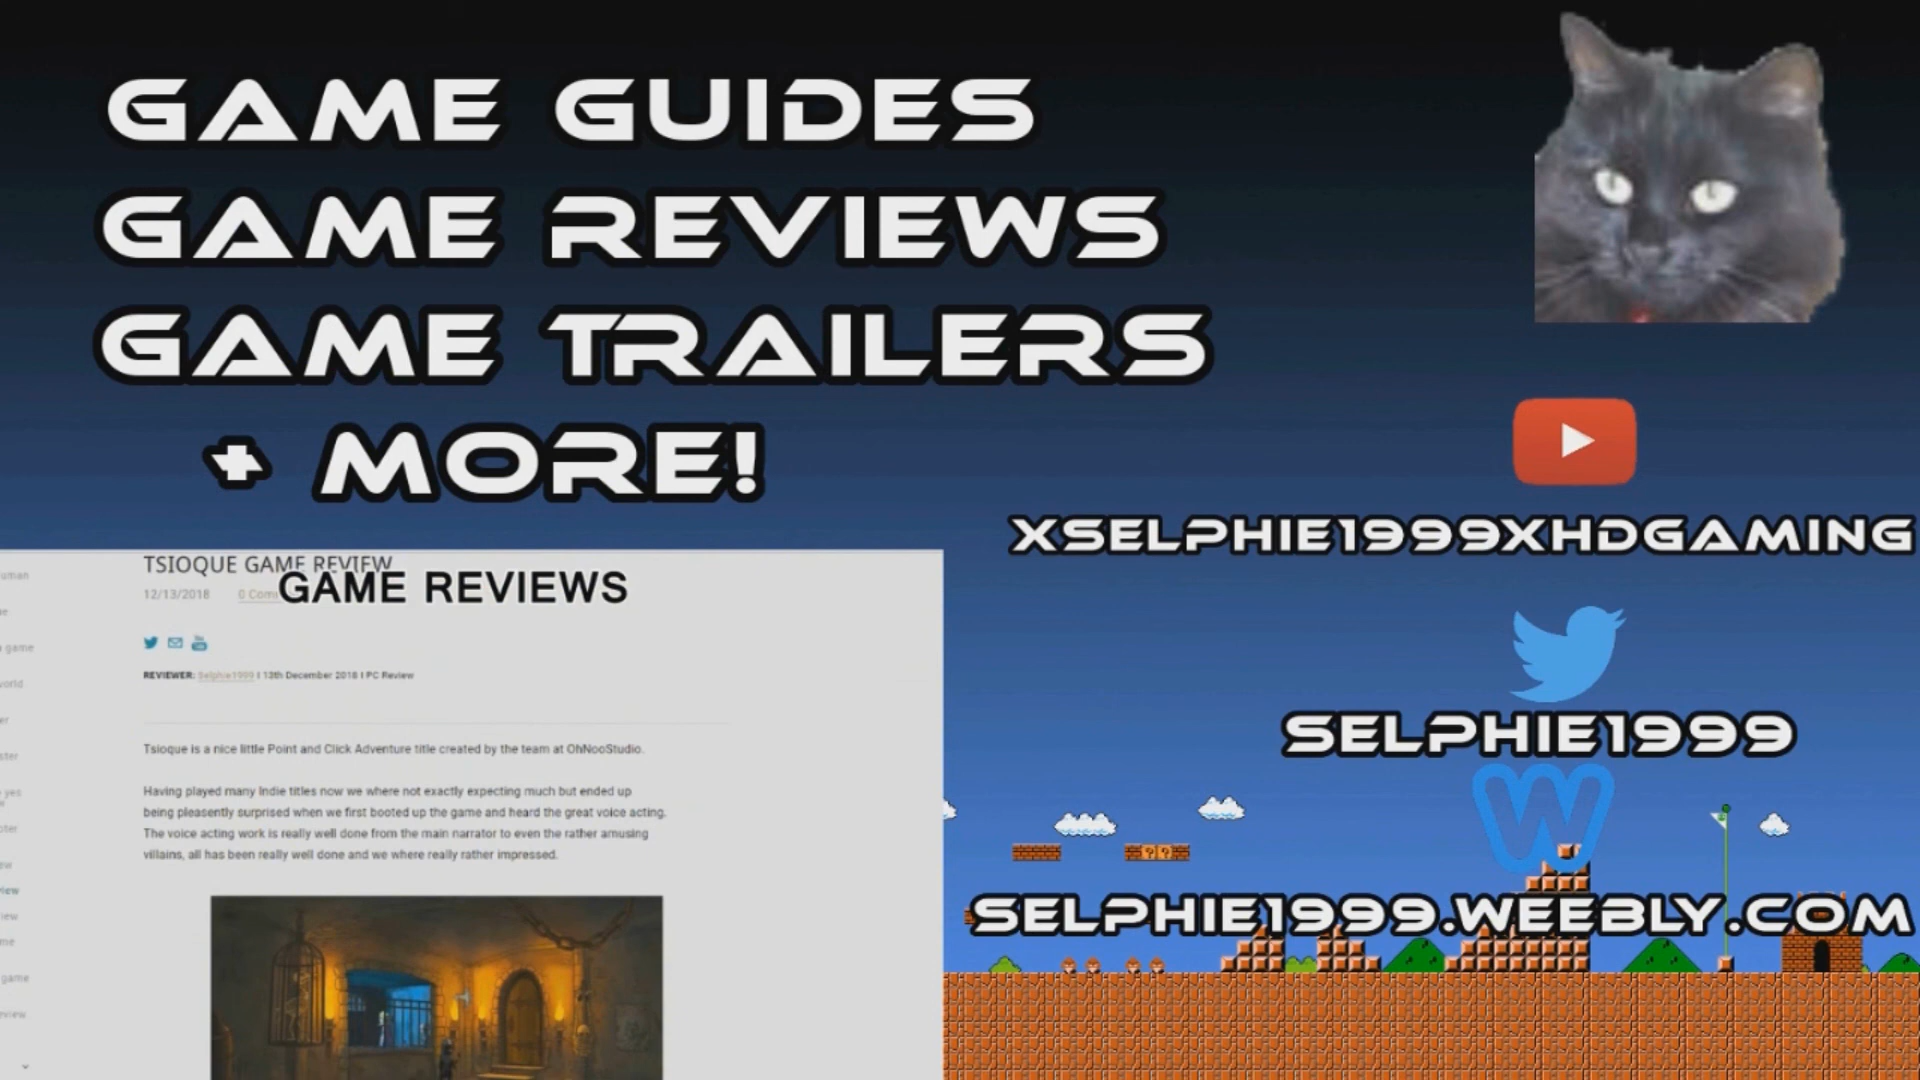 GAME GUIDES
GAME REVIEWS
GAME TRAILERS
+ MORE!
XSELPHIE1999XHDGAMING
SELPHIE1999
SELPHIE1999.WEEBLY.COM
TSIOQUE GAME REVIEW
GAME REVIEWS
12/13/2018
REVIEWER: Selphie1999 I 13th December 2018 I PC Review
Tsioque is a nice little Point and Click Adventure title created by the team at OhNooStudio.
Having played many Indie titles now we where not exactly expecting much but ended up
being pleasently surprised when we first booted up the game and heard the great voice acting.
The voice acting work is really well done from the main narrator to even the rather amusing
villains, all has been really well done and we where really rather impressed.
game
yes
game